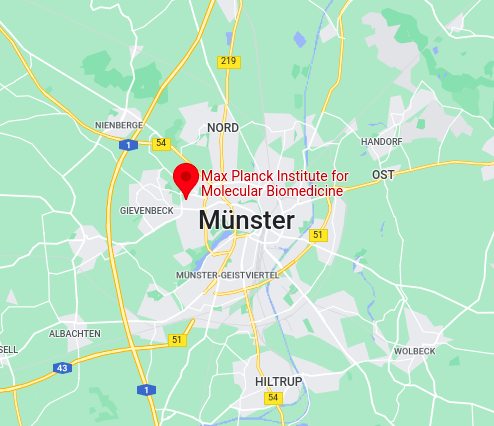 219
NIENBERGE
54
NORD
1
HANDORF
Max Planck Institute for
Molecular Biomedicine
OST
GIEVENBECK
Münster
51
MÜNSTER-GEISTVIERTEL
ALBACHTEN
51
SELL
WOLBECK
43
HILTRUP
1
54